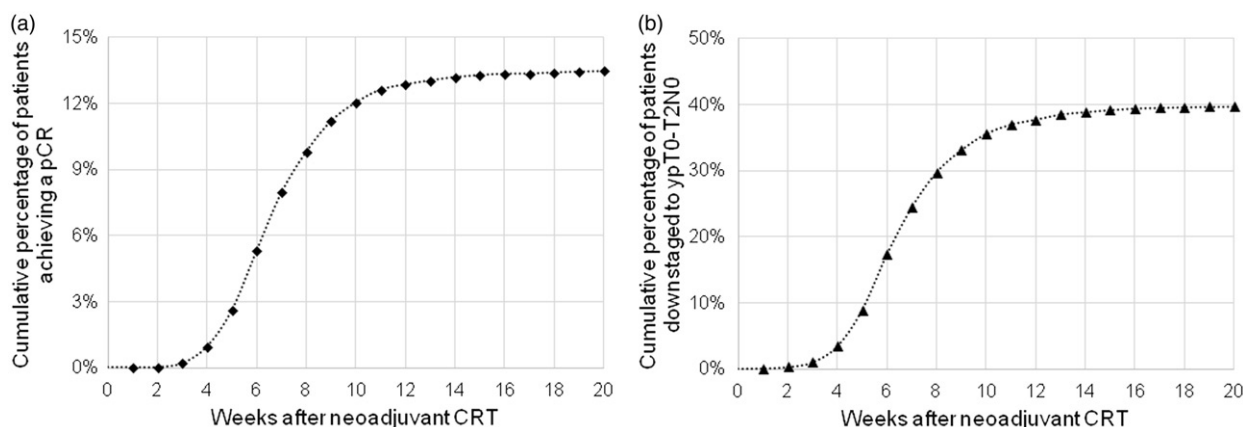 (a)
Cumulative percentage of patients
achieving a pCR
15%
12%
9%
6%
3%
0%
0 2 4 6 8 10 12 14 16 18 20
Weeks after neoadjuvant CRT
(b)
Cumulative percentage of patients
downstaged to ypT0-T2N0
50%
40%
30%
20%
10%
0%
0 2 4 6 8 10 12 14 16 18 20
Weeks after neoadjuvant CRT